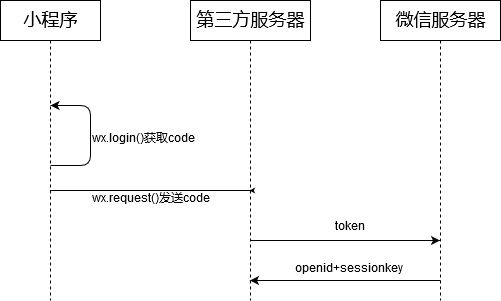 小程序
第三方服务器
微信服务器
wx.login()获取code
wx.request()发送code
token
openid+sessionkey